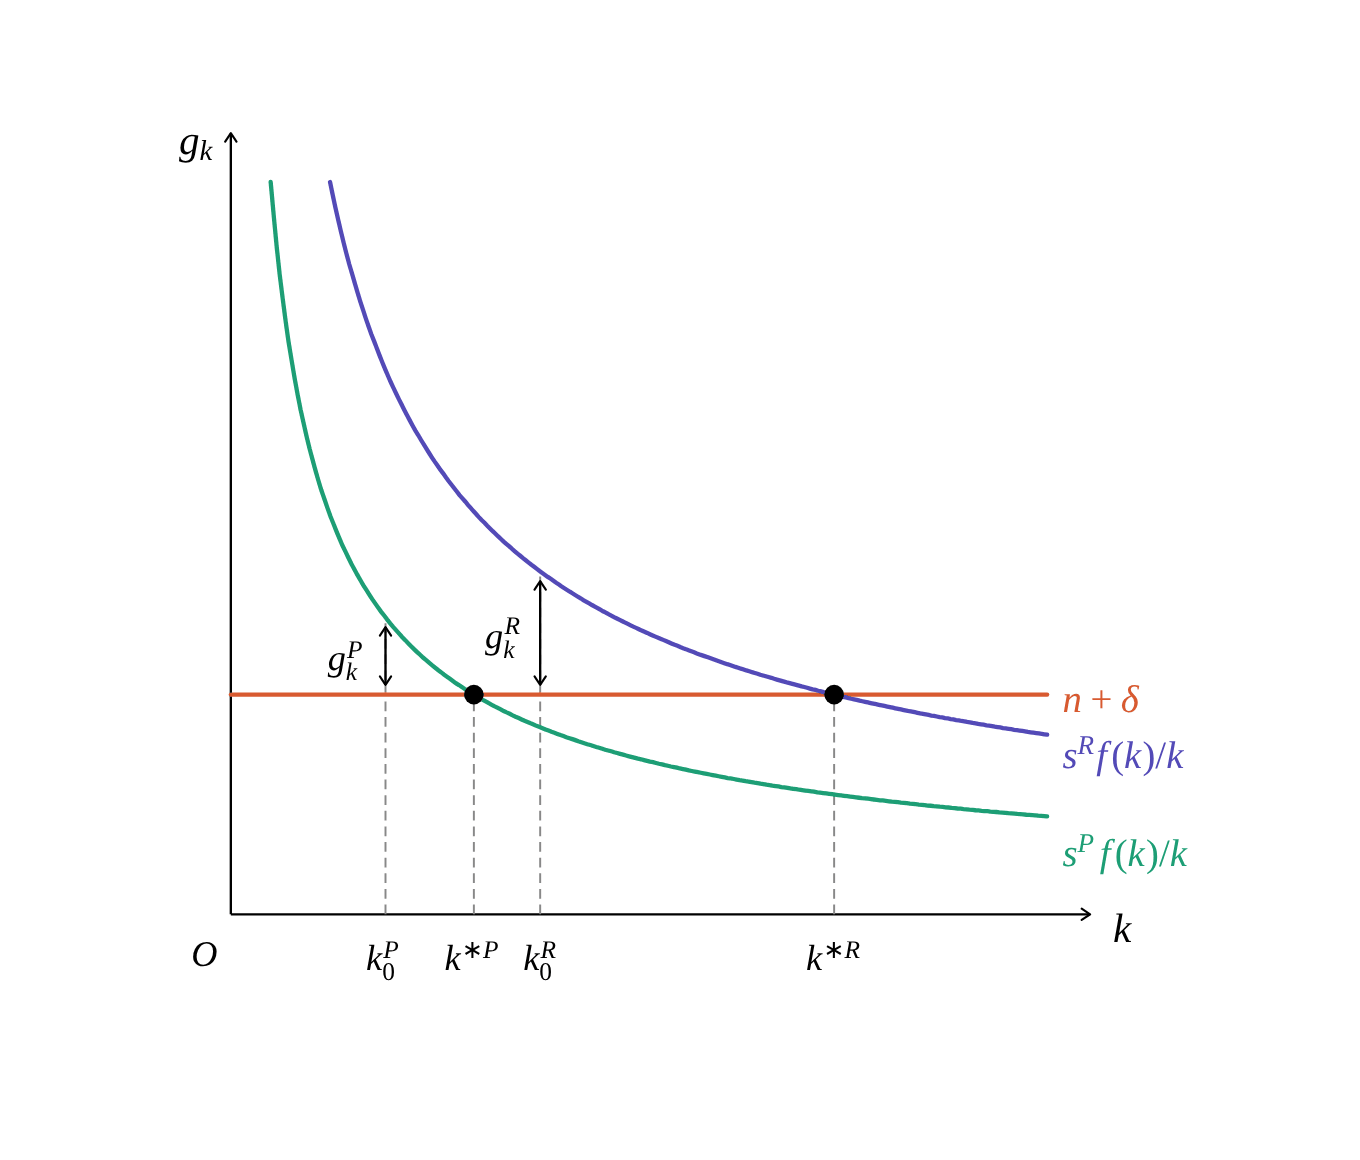 g_k
g_k^P
g_k^R
n + δ
s^R f(k)/k
s^P f(k)/k
O
k_0^P
k^{∗P}
k_0^R
k^{∗R}
k